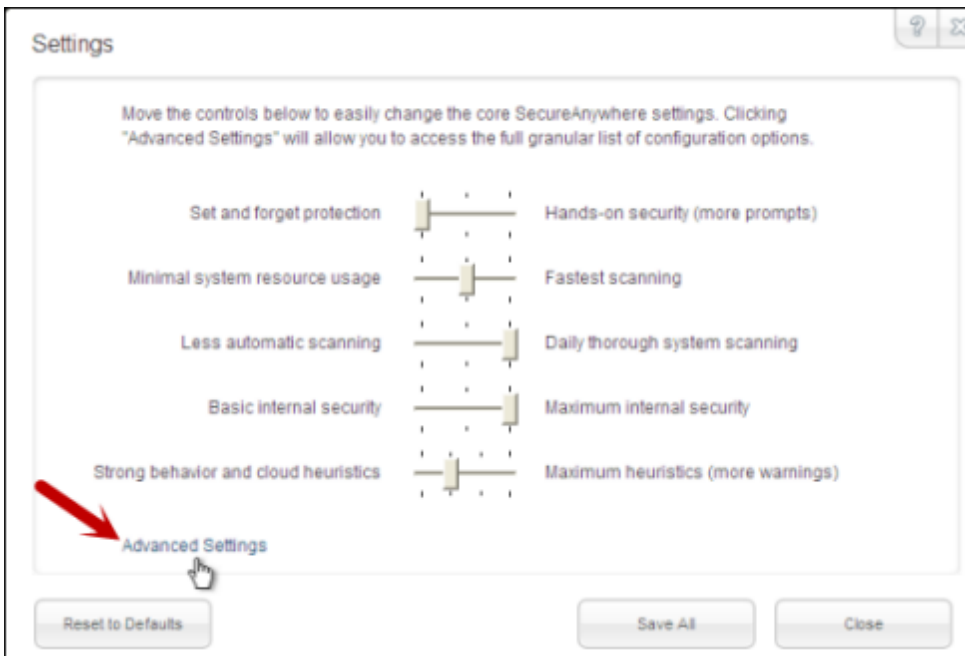 Settings
Move the controls below to easily change the core SecureAnywhere settings. Clicking
"Advanced Settings" will allow you to access the full granular list of configuration options.
Set and forget protection Hands-on security (more prompts)
Minimal system resource usage Fastest scanning
Less automatic scanning Daily thorough system scanning
Basic internal security Maximum internal security
Strong behavior and cloud heuristics Maximum heuristics (more warnings)
Advanced Settings
Reset to Defaults Save All Close